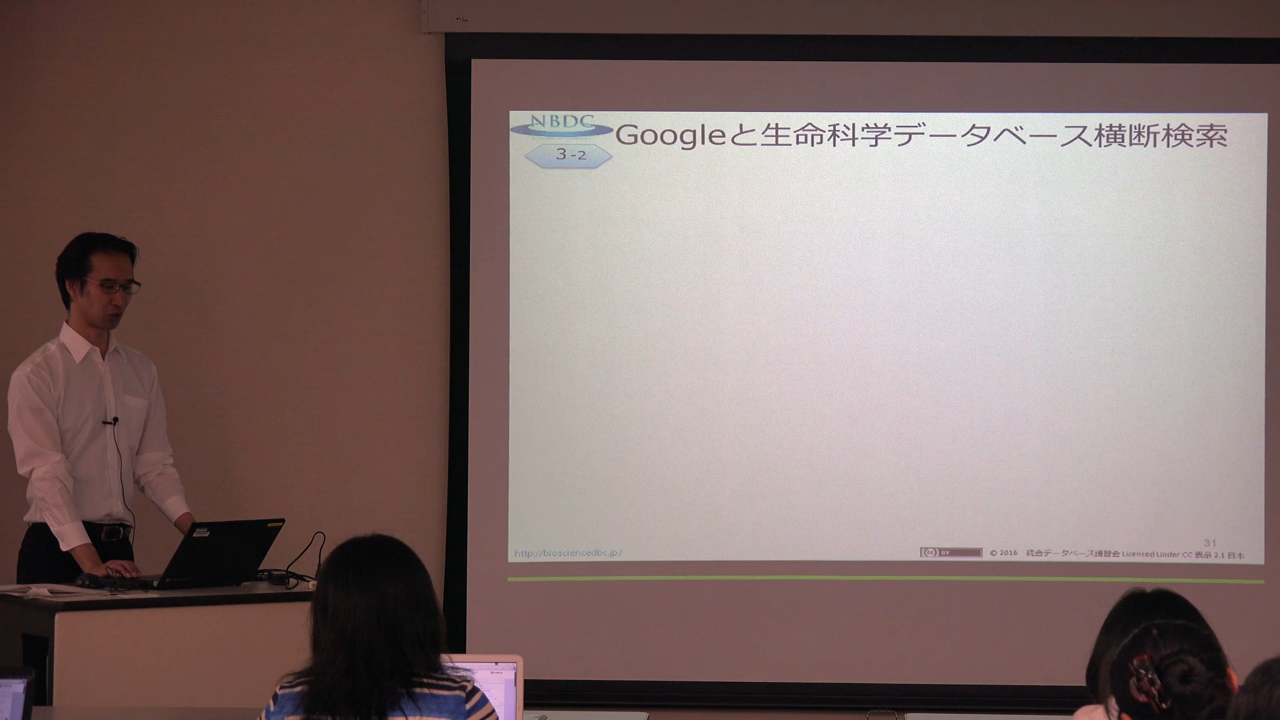 NBDC
3-2
Googleと生命科学データベース横断検索
31
http://biosciencedbc.jp/
cc BY
© 2016 統合データベース講習会 Licensed Under CC 表示 2.1 日本